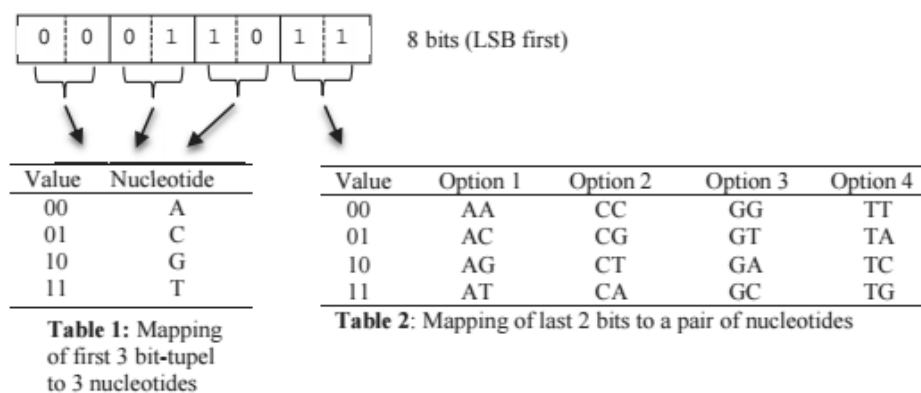 0 0 0 1 1 0 1 1 8 bits (LSB first)
Value Nucleotide
00 A
01 C
10 G
11 T
Table 1: Mapping
of first 3 bit-tupel
to 3 nucleotides
Value Option 1 Option 2 Option 3 Option 4
00 AA CC GG TT
01 AC CG GT TA
10 AG CT GA TC
11 AT CA GC TG
Table 2: Mapping of last 2 bits to a pair of nucleotides